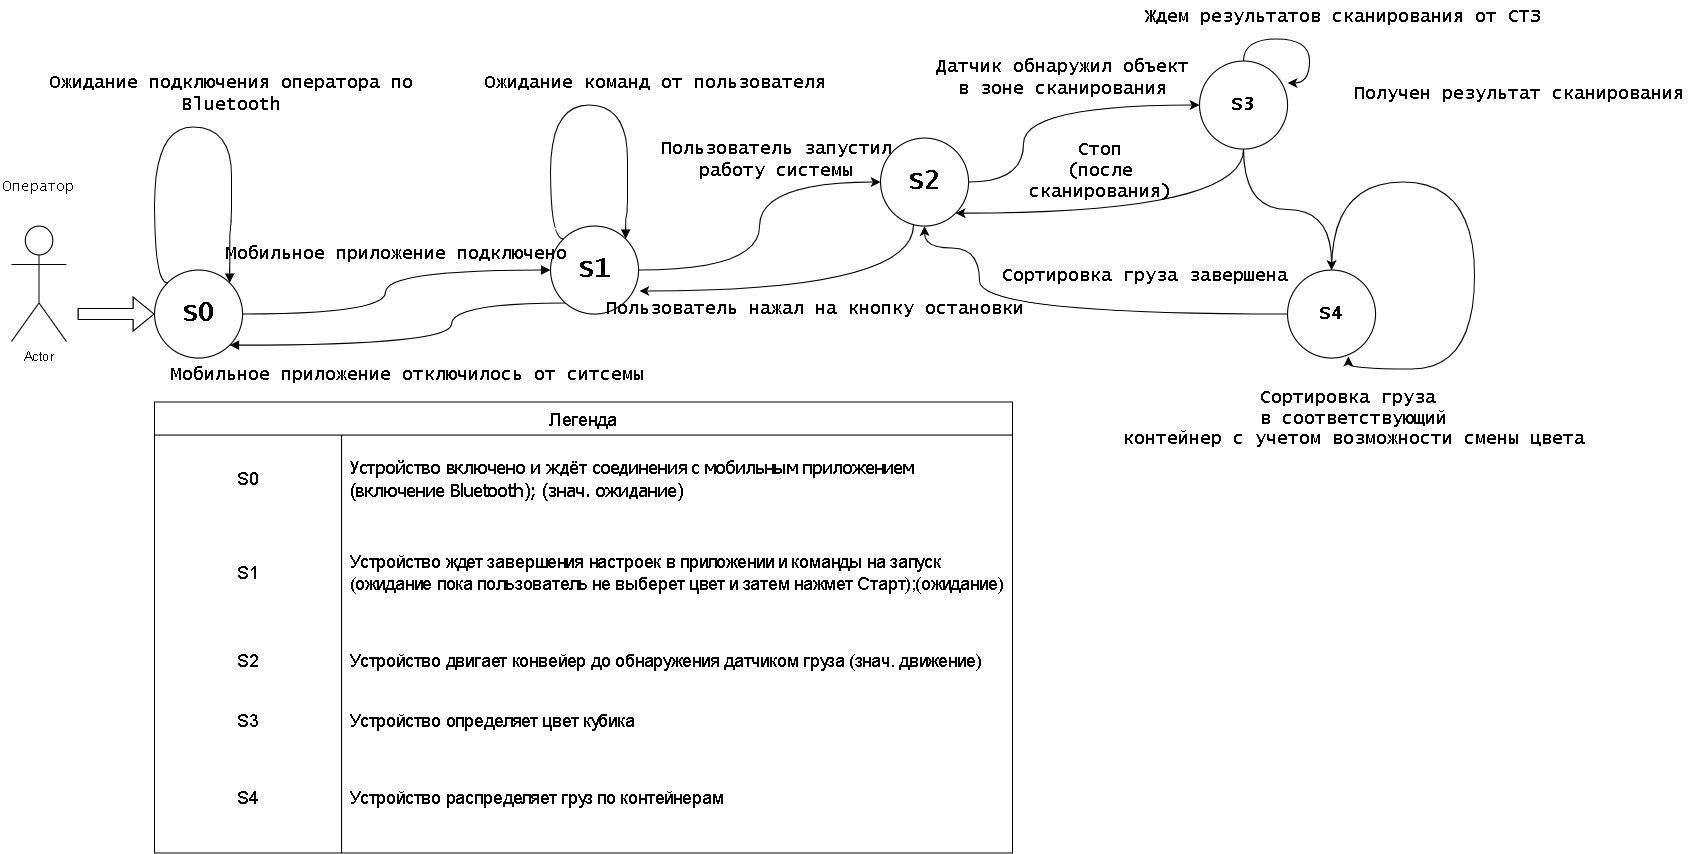 Ждем результатов сканирования от СТЗ
Ожидание подключения оператора по
Bluetooth
Ожидание команд от пользователя
Датчик обнаружил объект
в зоне сканирования
S3
Получен результат сканирования
Пользователь запустил
работу системы
S2
Стоп
(после
сканирования)
Оператор
Actor
Мобильное приложение подключено
S0
S1
Сортировка груза завершена
Пользователь нажал на кнопку остановки
S4
Мобильное приложение отключилось от ситсемы
Сортировка груза
в соответствующий
контейнер с учетом возможности смены цвета
Легенда
S0
Устройство включено и ждёт соединения с мобильным приложением
(включение Bluetooth); (знач. ожидание)
S1
Устройство ждет завершения настроек в приложении и команды на запуск
(ожидание пока пользователь не выберет цвет и затем нажмет Старт);(ожидание)
S2
Устройство двигает конвейер до обнаружения датчиком груза (знач. движение)
S3
Устройство определяет цвет кубика
S4
Устройство распределяет груз по контейнерам